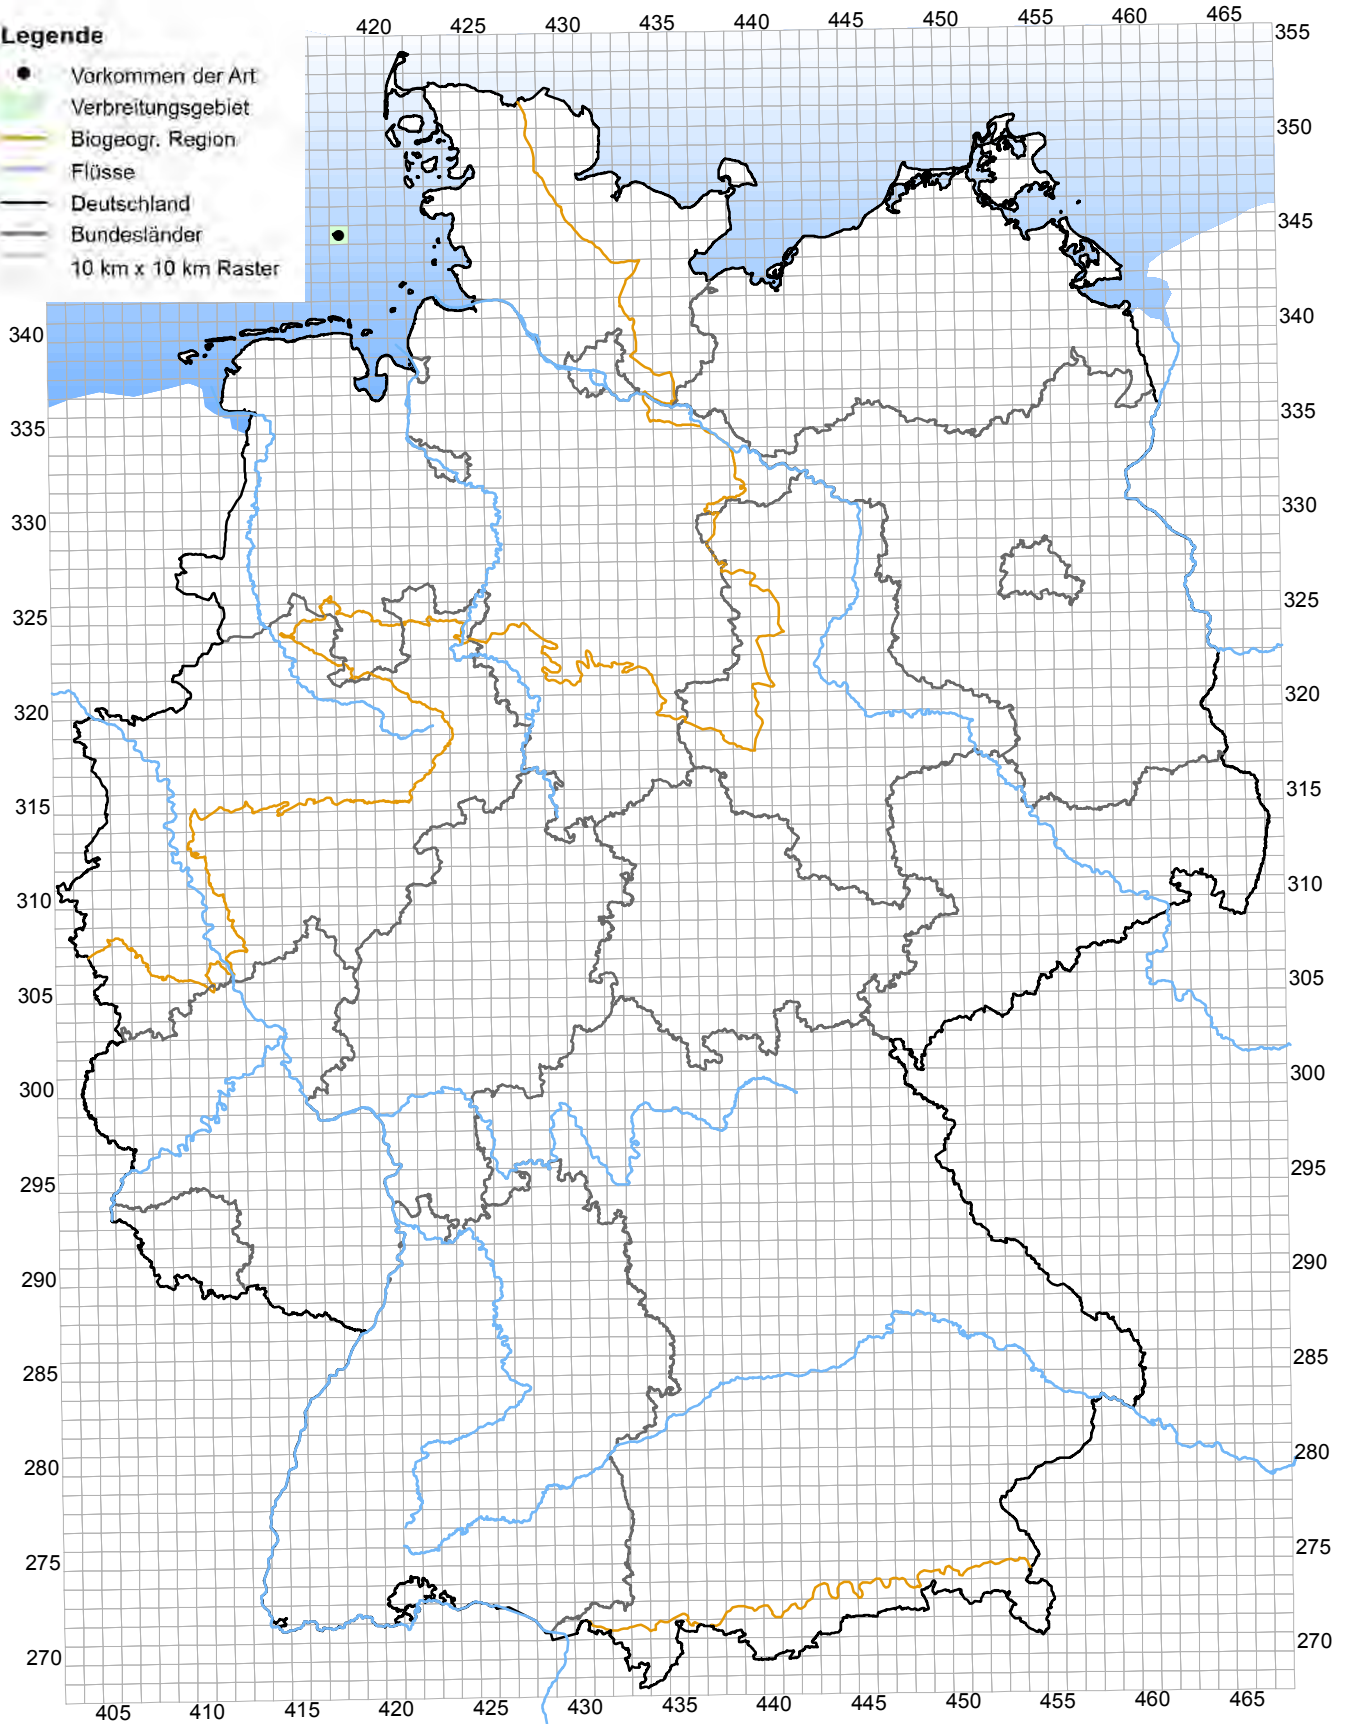 420 425 430 435 440 445 450 455 460 465
355
Legende
Vorkommen der Art
Verbreitungsgebiet
Biogeogr. Region
Flüsse
Deutschland
Bundesländer
10 km x 10 km Raster
350
345
340 340
335 335
330 330
325 325
320 320
315 315
310 310
305 305
300 300
295 295
290 290
285 285
280 280
275 275
270 270
405 410 415 420 425 430 435 440 445 450 455 460 465